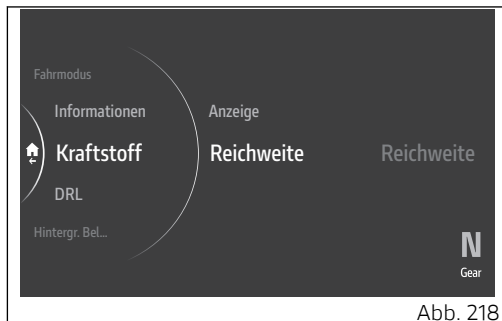 Fahrmodus
Informationen Anzeige
Kraftstoff Reichweite Reichweite
DRL
Hintergr. Bel...
N
Gear
Abb. 218